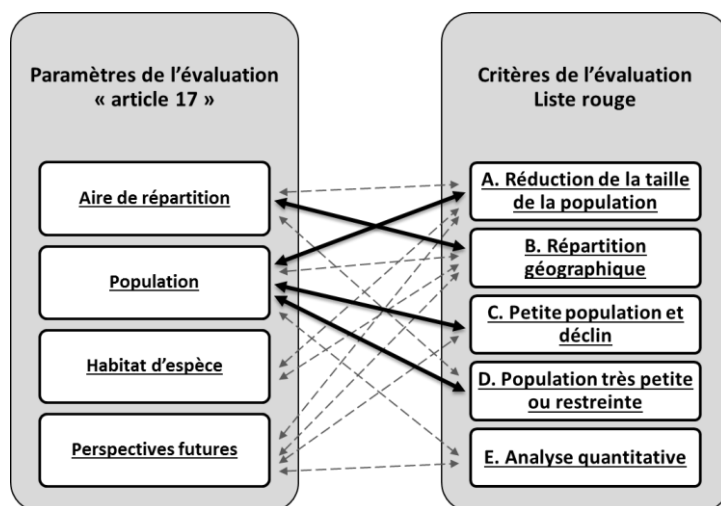 Paramètres de l'évaluation
« article 17 »
Aire de répartition
Population
Habitat d'espèce
Perspectives futures
Critères de l'évaluation
Liste rouge
A. Réduction de la taille
de la population
B. Répartition
géographique
C. Petite population et
déclin
D. Population très petite
ou restreinte
E. Analyse quantitative